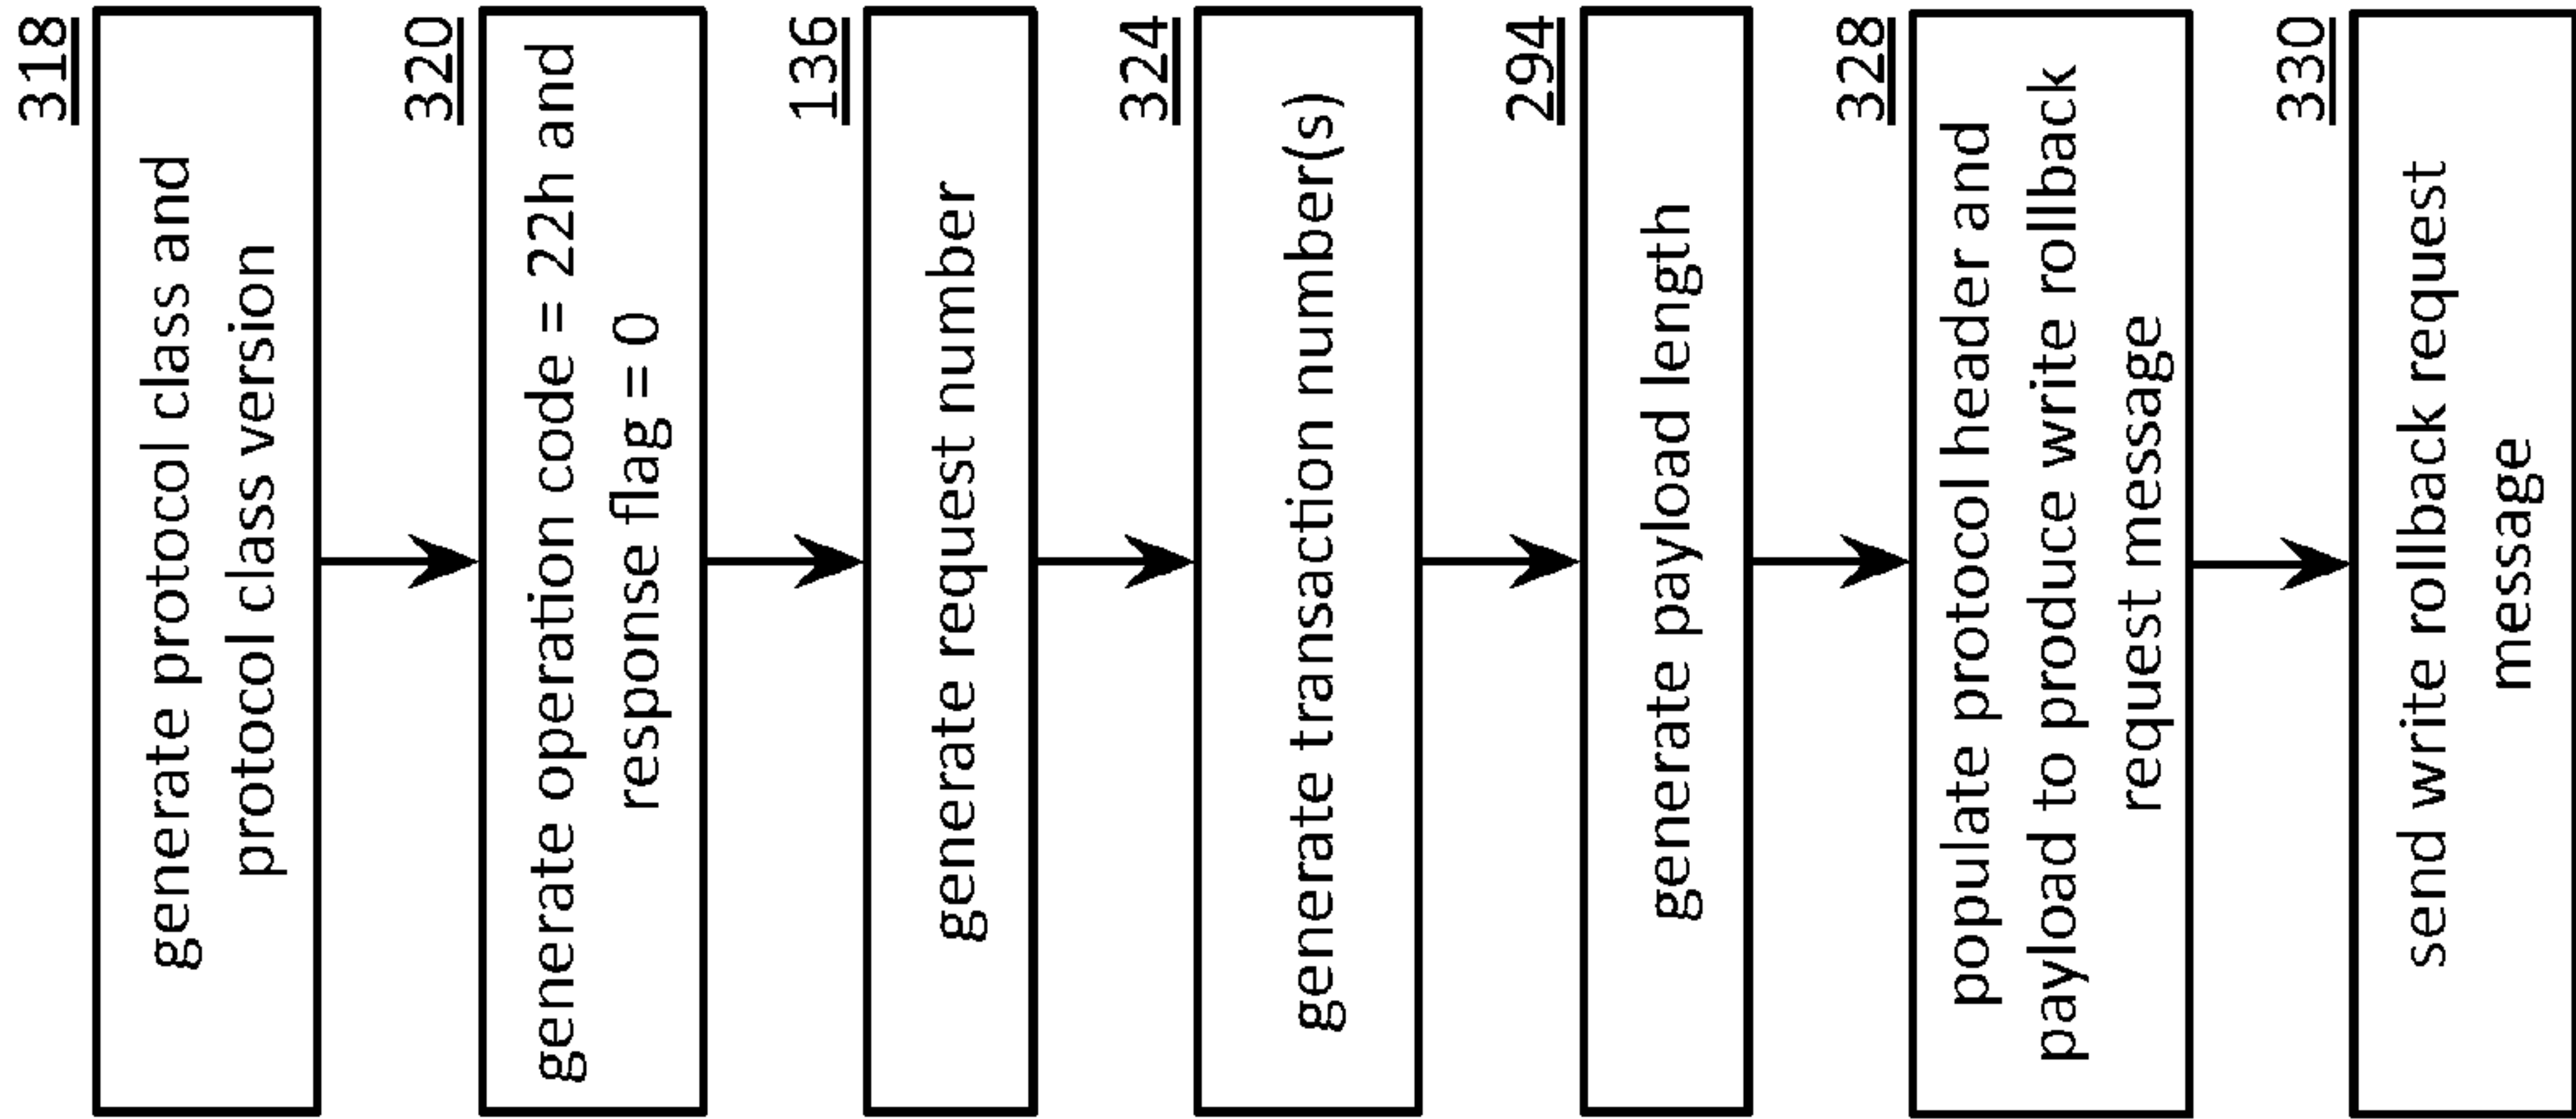 318
generate protocol class and
protocol class version
320
generate operation code = 22h and
response flag = 0
136
generate request number
324
generate transaction number(s)
294
generate payload length
328
populate protocol header and
payload to produce write rollback
request message
330
send write rollback request
message